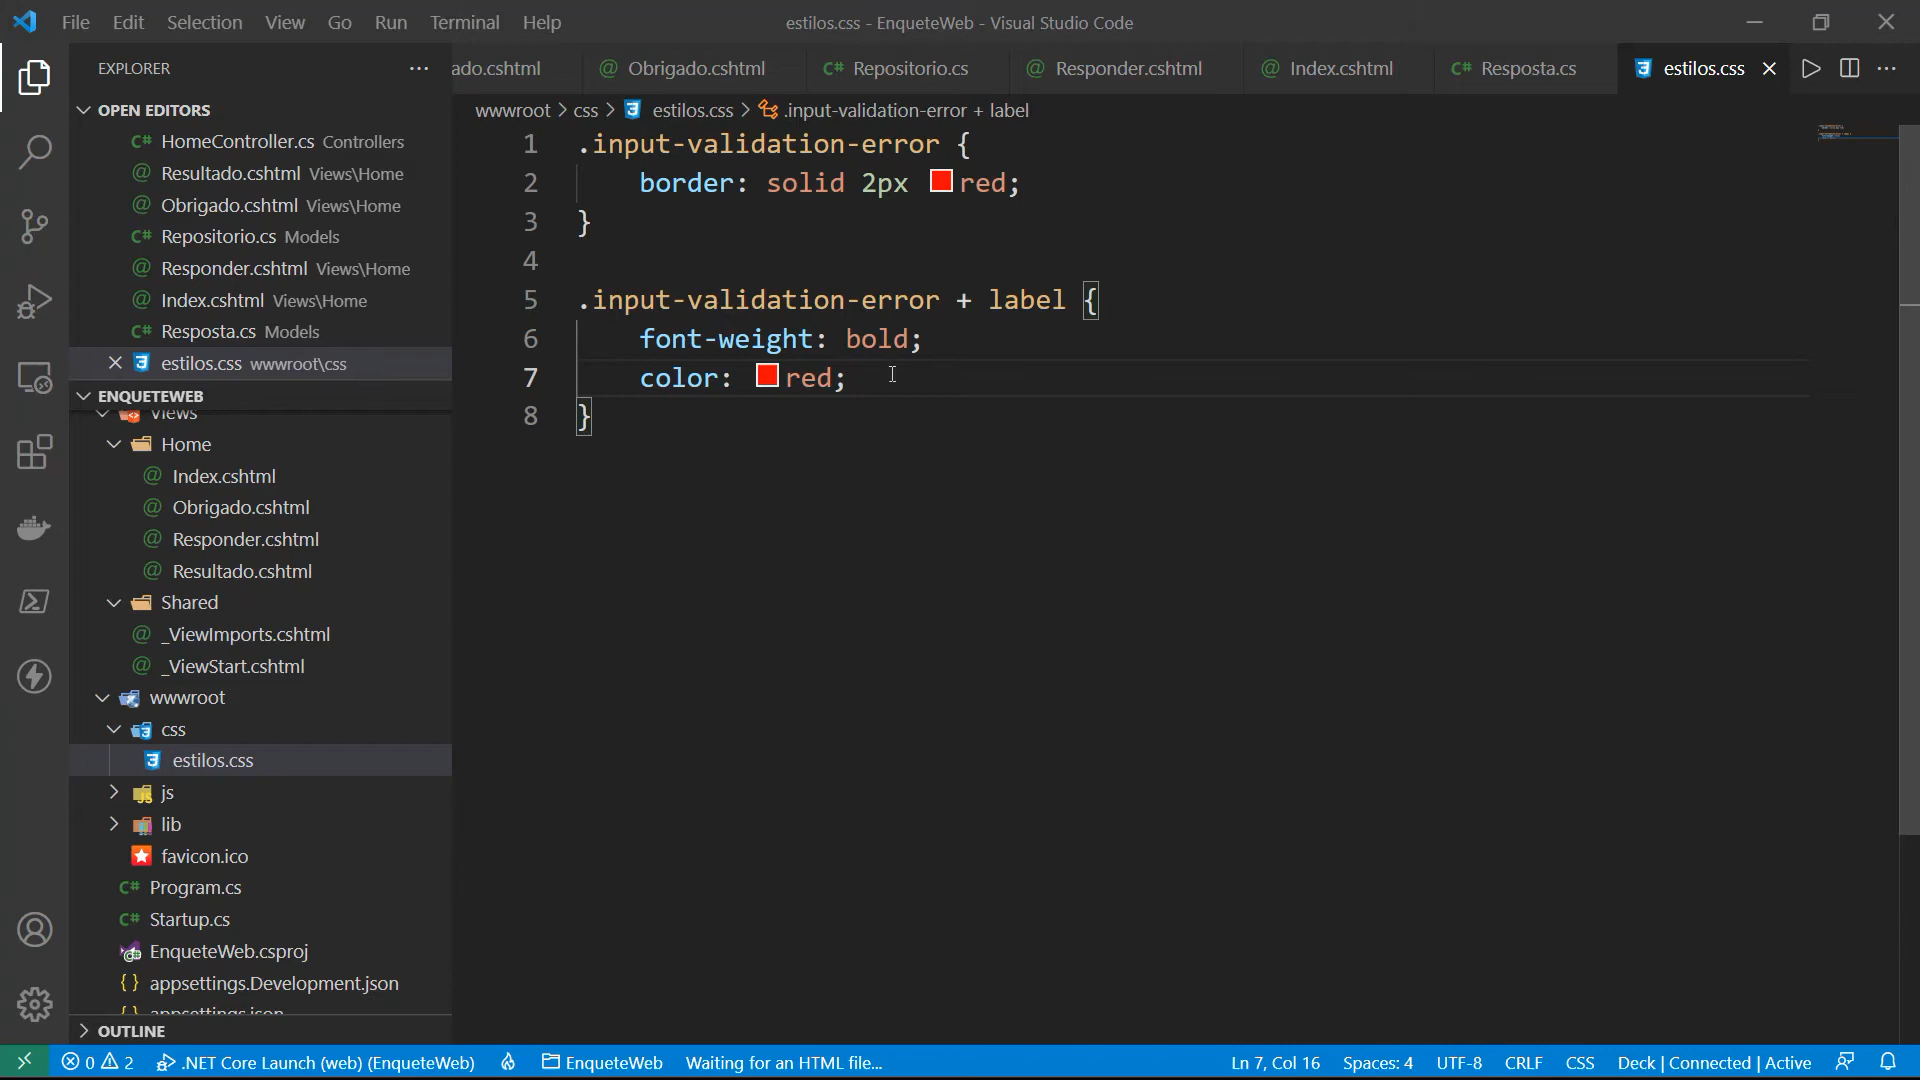 File Edit Selection View Go Run Terminal Help
estilos.css - EnqueteWeb - Visual Studio Code
EXPLORER
OPEN EDITORS
HomeController.cs Controllers
Resultado.cshtml Views\Home
Obrigado.cshtml Views\Home
Repositorio.cs Models
Responder.cshtml Views\Home
Index.cshtml Views\Home
Resposta.cs Models
estilos.css wwwroot\css
ENQUETEWEB
Views
Home
Index.cshtml
Obrigado.cshtml
Responder.cshtml
Resultado.cshtml
Shared
_ViewImports.cshtml
_ViewStart.cshtml
wwwroot
css
estilos.css
js
lib
favicon.ico
Program.cs
Startup.cs
EnqueteWeb.csproj
appsettings.Development.json
appsettings.json
OUTLINE
ado.cshtml Obrigado.cshtml Repositorio.cs Responder.cshtml Index.cshtml Resposta.cs estilos.css
wwwroot > css > estilos.css > .input-validation-error + label
1 .input-validation-error {
2 border: solid 2px red;
3 }
4
5 .input-validation-error + label {
6 font-weight: bold;
7 color: red;
8 }
0 2 .NET Core Launch (web) (EnqueteWeb) EnqueteWeb Waiting for an HTML file... Ln 7, Col 16 Spaces: 4 UTF-8 CRLF CSS Deck | Connected | Active